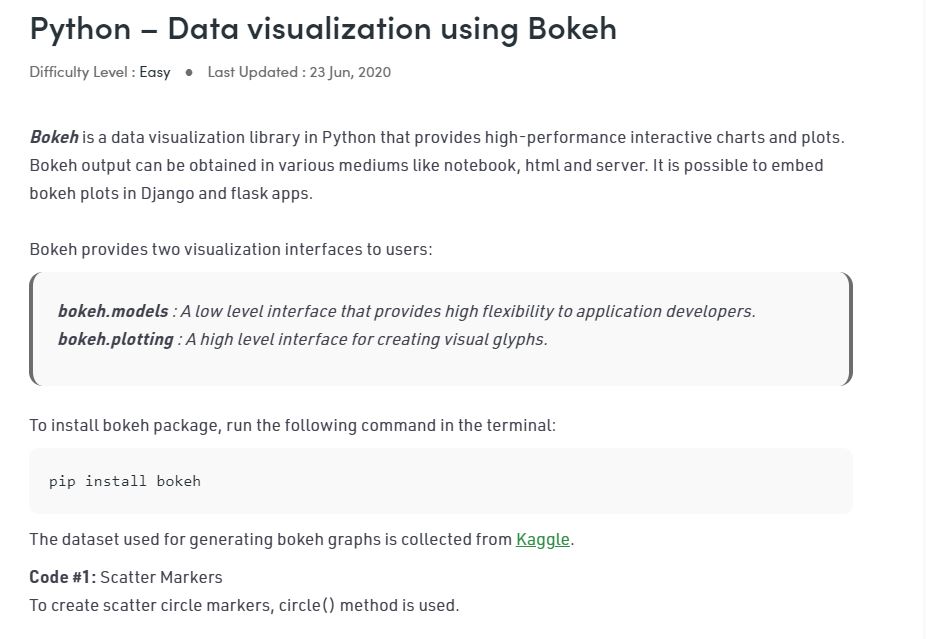 Python – Data visualization using Bokeh
Difficulty Level : Easy ● Last Updated : 23 Jun, 2020
Bokeh is a data visualization library in Python that provides high-performance interactive charts and plots.
Bokeh output can be obtained in various mediums like notebook, html and server. It is possible to embed
bokeh plots in Django and flask apps.
Bokeh provides two visualization interfaces to users:
bokeh.models : A low level interface that provides high flexibility to application developers.
bokeh.plotting : A high level interface for creating visual glyphs.
To install bokeh package, run the following command in the terminal:
pip install bokeh
The dataset used for generating bokeh graphs is collected from Kaggle.
Code #1: Scatter Markers
To create scatter circle markers, circle() method is used.